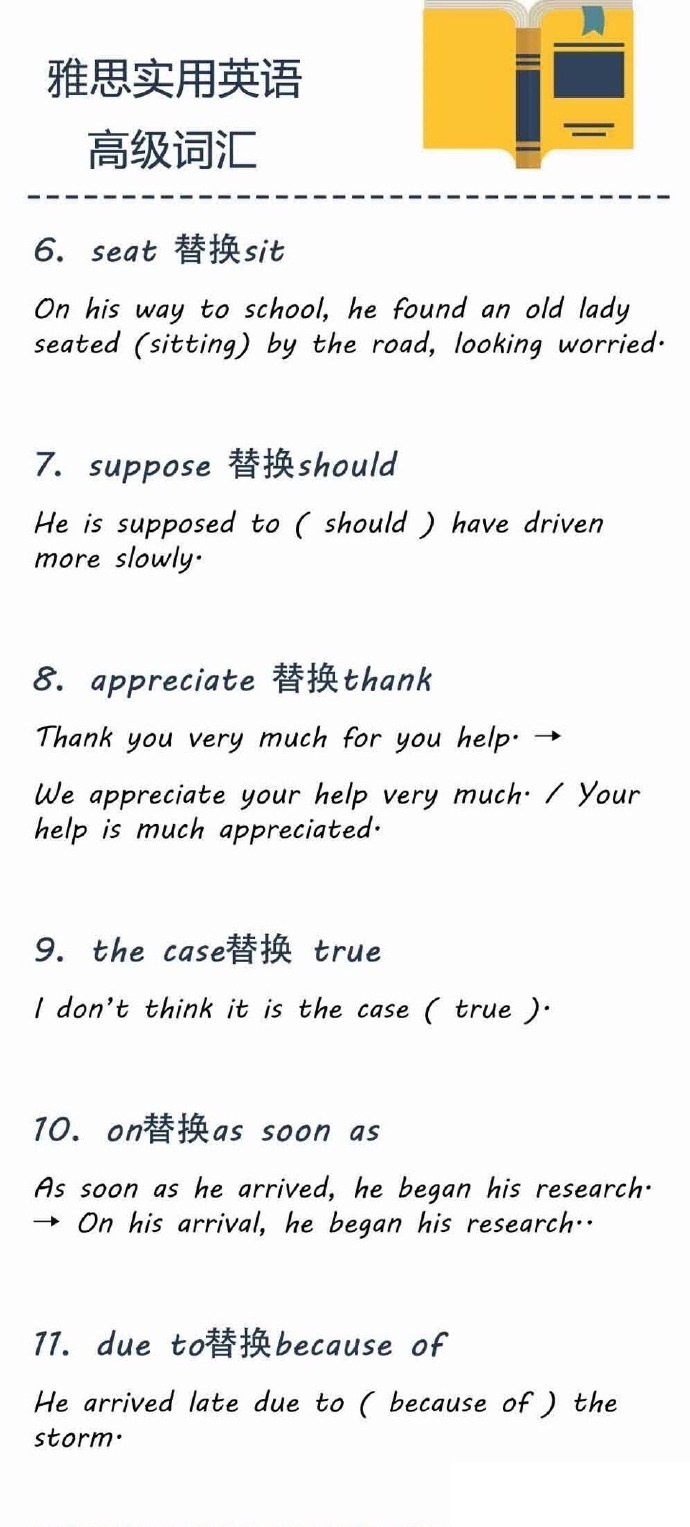 雅思实用英语
高级词汇
6. seat 替换sit
On his way to school, he found an old lady
seated (sitting) by the road, looking worried.
7. suppose 替换should
He is supposed to ( should ) have driven
more slowly.
8. appreciate 替换thank
Thank you very much for you help. →
We appreciate your help very much. / Your
help is much appreciated.
9. the case替换 true
I don't think it is the case ( true ).
10. on替换as soon as
As soon as he arrived, he began his research.
→ On his arrival, he began his research..
11. due to替换because of
He arrived late due to ( because of ) the
storm.